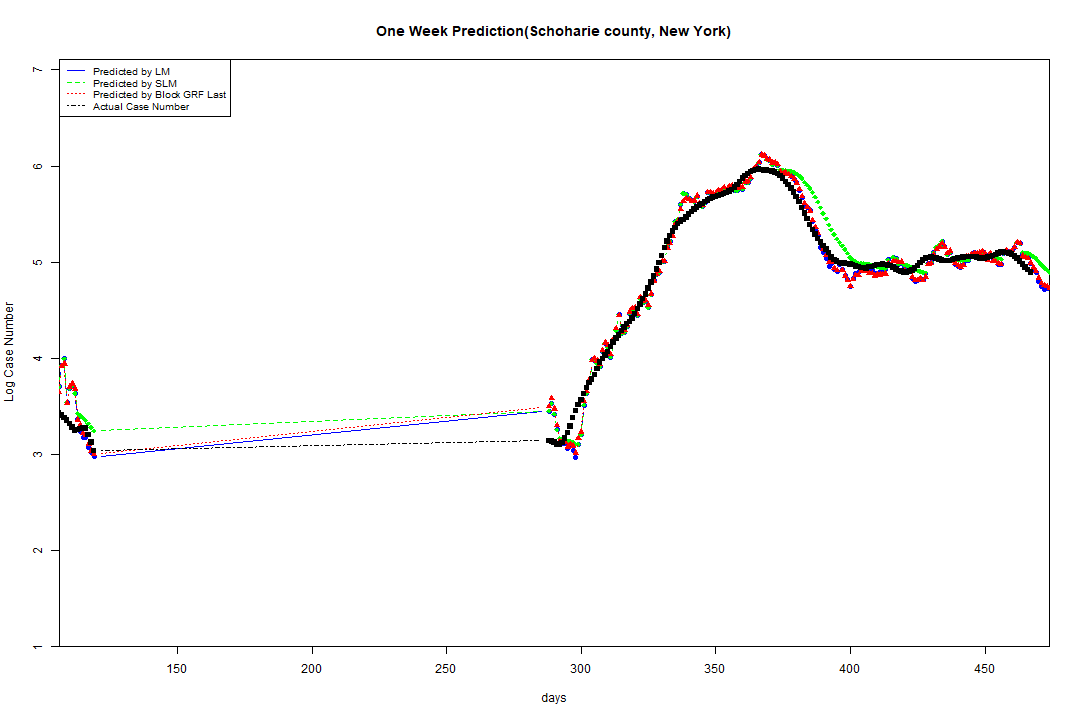 One Week Prediction(Schoharie county, New York)
Predicted by LM
Predicted by SLM
Predicted by Block GRF Last
Actual Case Number
7
6
5
4
3
2
1
Log Case Number
150 200 250 300 350 400 450
days